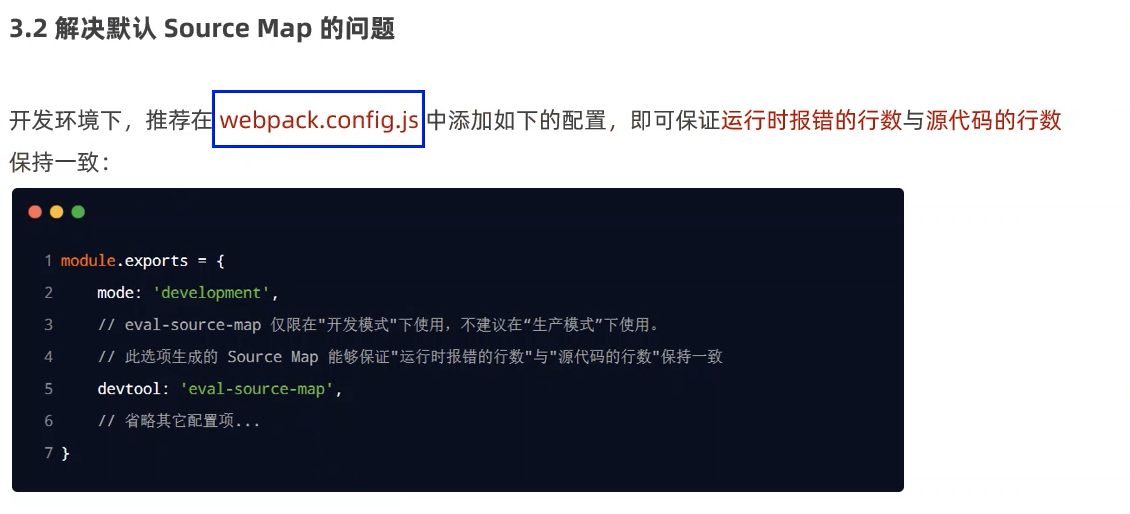 3.2 解决默认 Source Map 的问题
开发环境下，推荐在 webpack.config.js 中添加如下的配置，即可保证运行时报错的行数与源代码的行数
保持一致：
1 module.exports = {
2 mode: 'development',
3 // eval-source-map 仅限在"开发模式"下使用，不建议在“生产模式”下使用。
4 // 此选项生成的 Source Map 能够保证"运行时报错的行数"与"源代码的行数"保持一致
5 devtool: 'eval-source-map',
6 // 省略其它配置项...
7 }